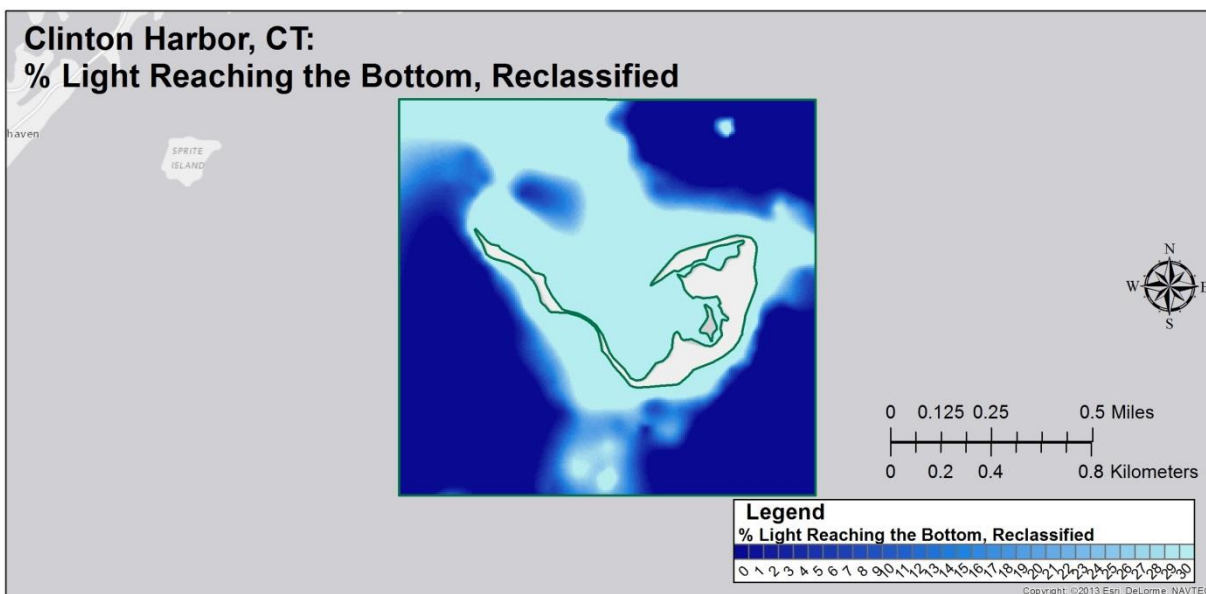 Clinton Harbor, CT:
% Light Reaching the Bottom, Reclassified
haven
SPRITE
ISLAND
N
W E
S
0 0.125 0.25 0.5 Miles
0 0.2 0.4 0.8 Kilometers
Legend
% Light Reaching the Bottom, Reclassified
0 1 2 3 4 5 6 7 8 9 10 11 12 13 14 15 16 17 18 19 20 21 22 23 24 25 26 27 28 29 30
Copyright: ©2013 Esri, DeLorme, NAVTEQ